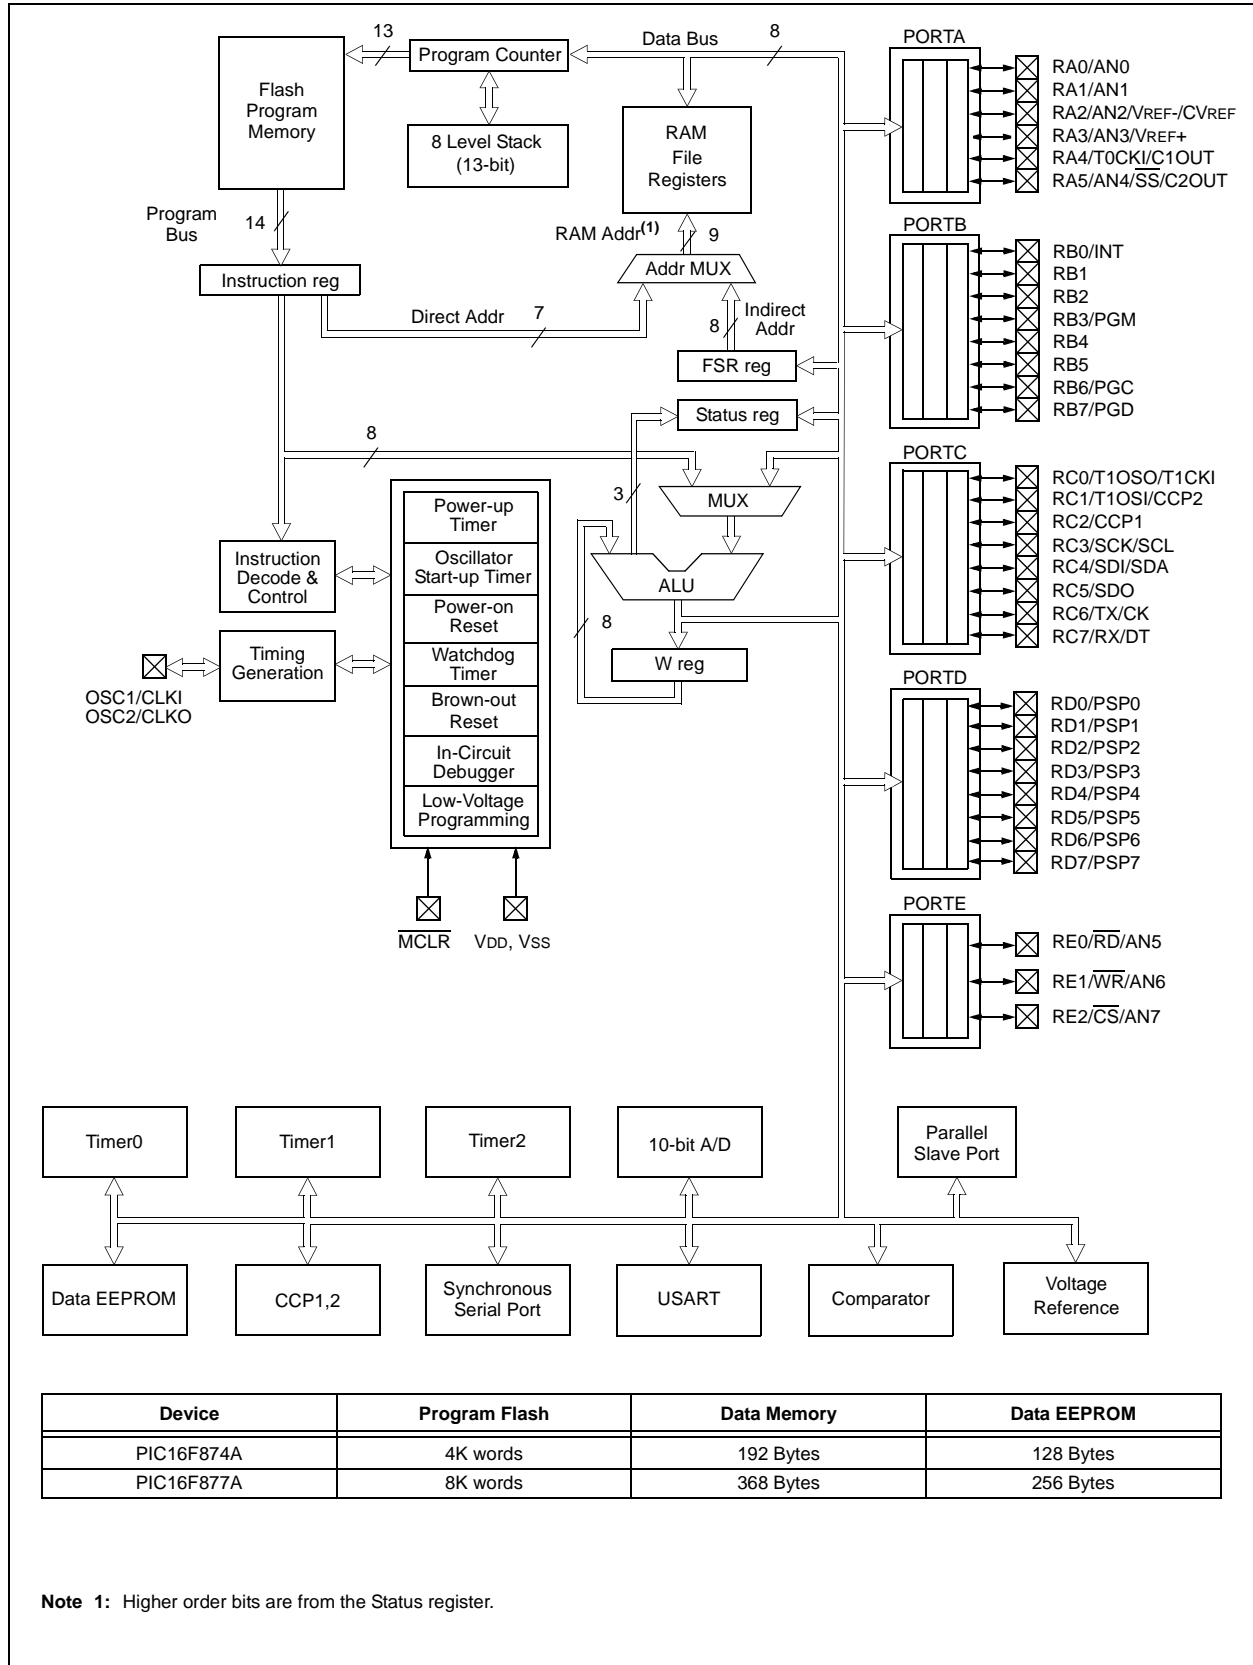 13
Data Bus
8
PORTA
Program Counter
Flash
Program
Memory
8 Level Stack
(13-bit)
RAM
File
Registers
RA0/AN0
RA1/AN1
RA2/AN2/VREF-/CVREF
RA3/AN3/VREF+
RA4/T0CKI/C1OUT
RA5/AN4/SS/C2OUT
Program
Bus
14
RAM Addr(1)
9
PORTB
Instruction reg
Addr MUX
Direct Addr
7
8
Indirect
Addr
FSR reg
RB0/INT
RB1
RB2
RB3/PGM
RB4
RB5
RB6/PGC
RB7/PGD
Status reg
8
PORTC
3
MUX
Power-up
Timer
Oscillator
Start-up Timer
Power-on
Reset
Watchdog
Timer
Brown-out
Reset
In-Circuit
Debugger
Low-Voltage
Programming
Instruction
Decode &
Control
ALU
8
W reg
RC0/T1OSO/T1CKI
RC1/T1OSI/CCP2
RC2/CCP1
RC3/SCK/SCL
RC4/SDI/SDA
RC5/SDO
RC6/TX/CK
RC7/RX/DT
Timing
Generation
OSC1/CLKI
OSC2/CLKO
PORTD
RD0/PSP0
RD1/PSP1
RD2/PSP2
RD3/PSP3
RD4/PSP4
RD5/PSP5
RD6/PSP6
RD7/PSP7
MCLR
VDD, VSS
PORTE
RE0/RD/AN5
RE1/WR/AN6
RE2/CS/AN7
Timer0
Timer1
Timer2
10-bit A/D
Parallel
Slave Port
Data EEPROM
CCP1,2
Synchronous
Serial Port
USART
Comparator
Voltage
Reference
Device Program Flash Data Memory Data EEPROM
PIC16F874A 4K words 192 Bytes 128 Bytes
PIC16F877A 8K words 368 Bytes 256 Bytes
Note 1: Higher order bits are from the Status register.